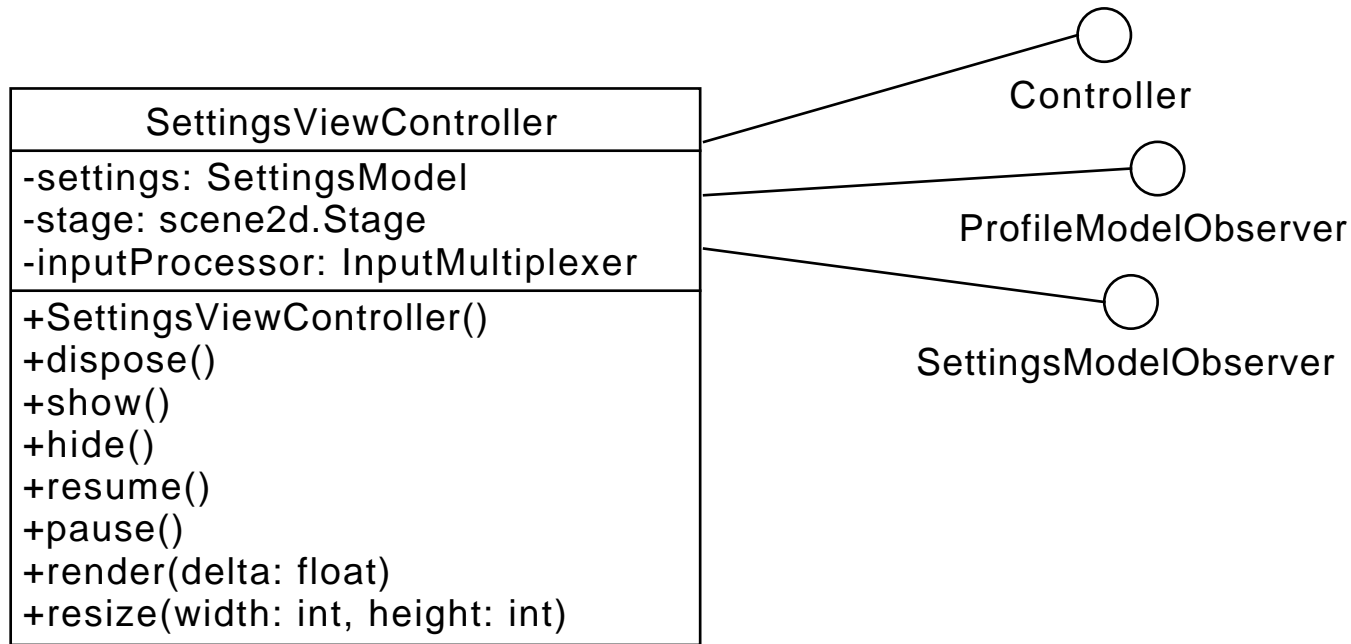 SettingsViewController
-settings: SettingsModel
-stage: scene2d.Stage
-inputProcessor: InputMultiplexer
+SettingsViewController()
+dispose()
+show()
+hide()
+resume()
+pause()
+render(delta: float)
+resize(width: int, height: int)
Controller
ProfileModelObserver
SettingsModelObserver